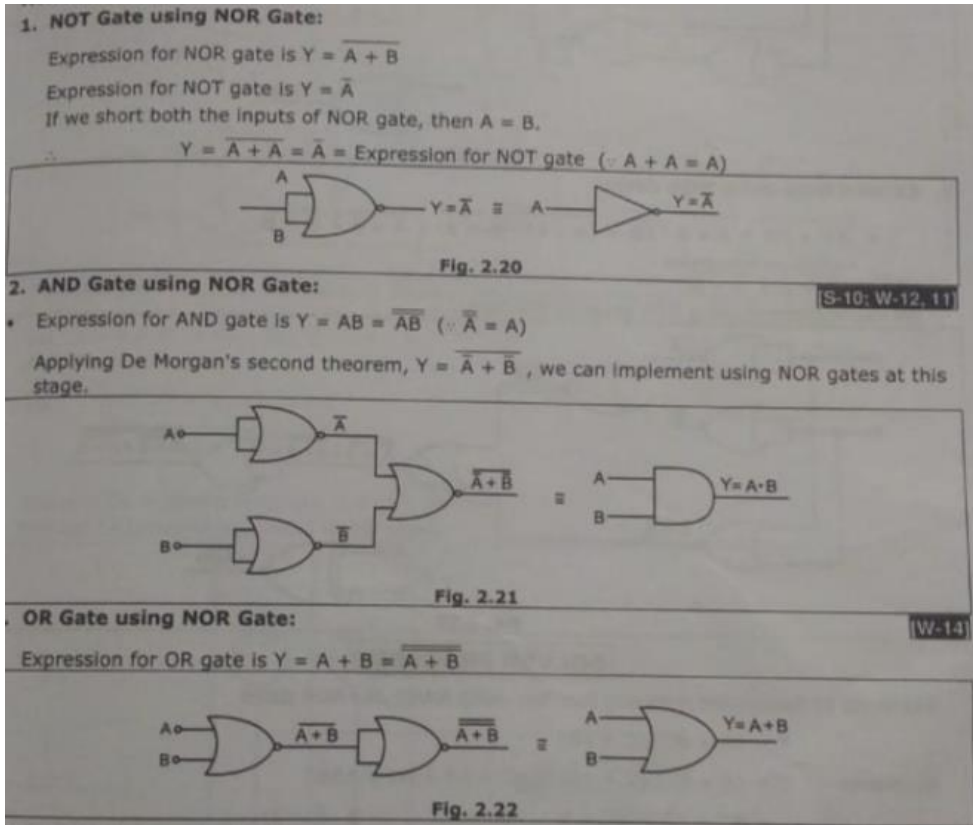 1. NOT Gate using NOR Gate:
Expression for NOR gate is Y = A̅ ̅+̅ ̅B̅
Expression for NOT gate is Y = A̅
If we short both the inputs of NOR gate, then A = B.
∴ Y = A̅ ̅+̅ ̅A̅ = A̅ = Expression for NOT gate (∵ A + A = A)
A
B
Y = A̅ ≅ A Y = A̅
Fig. 2.20
2. AND Gate using NOR Gate:
[S-10; W-12, 11]
• Expression for AND gate is Y = AB = A̿B̿ (∵ A̿ = A)
Applying De Morgan's second theorem, Y = A̿ ̅+̅ ̅B̿ , we can implement using NOR gates at this
stage.
A A̅
B B̅
A̿ ̅+̅ ̅B̿ ≅
A
B
Y = A·B
Fig. 2.21
. OR Gate using NOR Gate:
[W-14]
Expression for OR gate is Y = A + B = A̿ ̿+̿ ̿B̿
A
B
A̅+̅B̅ A̿+̿B̿ ≅
A
B
Y = A+B
Fig. 2.22